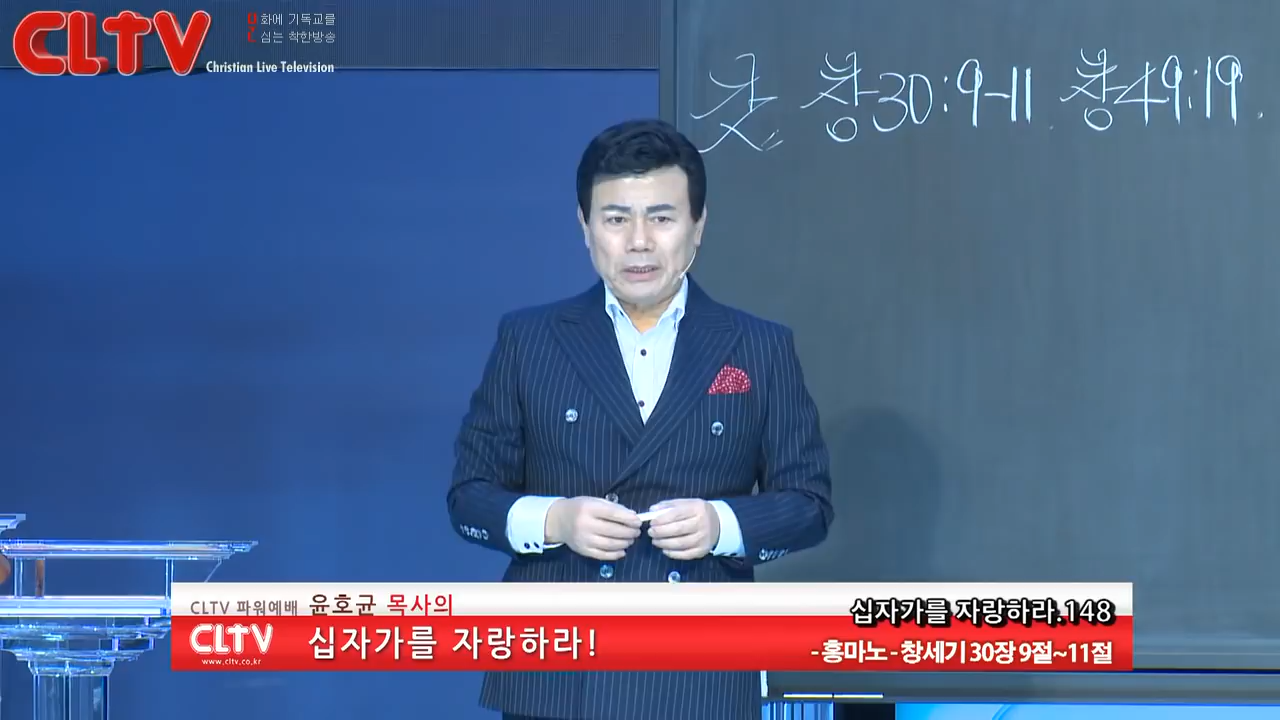 CLTV
문화에 기독교를
심는 착한방송
Christian Live Television
갓 창30:9-11. 창49:19.
CLTV 파워예배 윤호균 목사의
십자가를 자랑하라.148
CLTV
www.cltv.co.kr
십자가를 자랑하라!
- 홍마노 - 창세기 30장 9절~11절